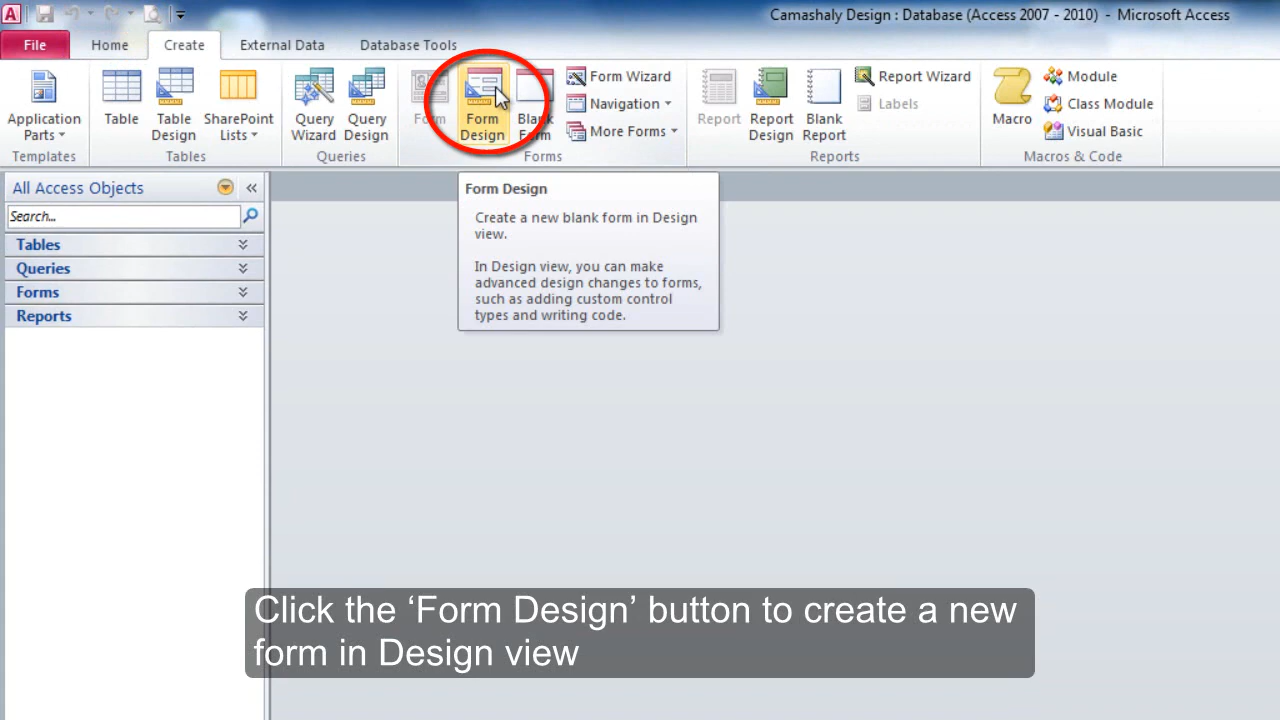 A
Camashaly Design : Database (Access 2007 - 2010) - Microsoft Access
File Home Create External Data Database Tools
Application Parts
Table
Table Design
SharePoint Lists
Query Wizard
Query Design
Form
Form Design
Blank Form
Form Wizard
Navigation
More Forms
Report
Report Design
Blank Report
Report Wizard
Labels
Macro
Module
Class Module
Visual Basic
Templates Tables Queries Forms Reports Macros & Code
All Access Objects
Search...
Tables
Queries
Forms
Reports
Form Design
Create a new blank form in Design
view.
In Design view, you can make
advanced design changes to forms,
such as adding custom control
types and writing code.
Click the ‘Form Design’ button to create a new
form in Design view